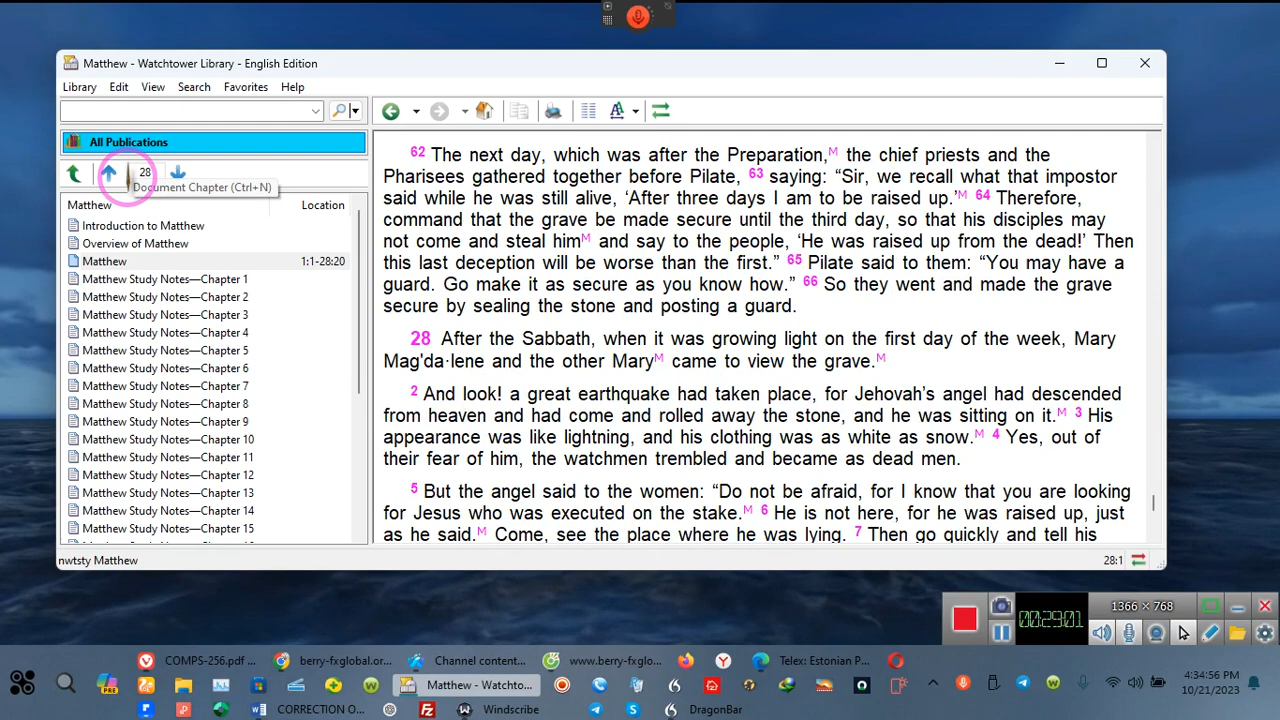 Matthew - Watchtower Library - English Edition
Library Edit View Search Favorites Help
All Publications
28
Document Chapter (Ctrl+N)
Matthew Location
Introduction to Matthew
Overview of Matthew
Matthew 1:1-28:20
Matthew Study Notes—Chapter 1
Matthew Study Notes—Chapter 2
Matthew Study Notes—Chapter 3
Matthew Study Notes—Chapter 4
Matthew Study Notes—Chapter 5
Matthew Study Notes—Chapter 6
Matthew Study Notes—Chapter 7
Matthew Study Notes—Chapter 8
Matthew Study Notes—Chapter 9
Matthew Study Notes—Chapter 10
Matthew Study Notes—Chapter 11
Matthew Study Notes—Chapter 12
Matthew Study Notes—Chapter 13
Matthew Study Notes—Chapter 14
Matthew Study Notes—Chapter 15
62 The next day, which was after the Preparation,M the chief priests and the
Pharisees gathered together before Pilate, 63 saying: “Sir, we recall what that impostor
said while he was still alive, ‘After three days I am to be raised up.’M 64 Therefore,
command that the grave be made secure until the third day, so that his disciples may
not come and steal himM and say to the people, ‘He was raised up from the dead!’ Then
this last deception will be worse than the first.” 65 Pilate said to them: “You may have a
guard. Go make it as secure as you know how.” 66 So they went and made the grave
secure by sealing the stone and posting a guard.
28 After the Sabbath, when it was growing light on the first day of the week, Mary
Mag'da·lene and the other MaryM came to view the grave.M
2 And look! a great earthquake had taken place, for Jehovah’s angel had descended
from heaven and had come and rolled away the stone, and he was sitting on it.M 3 His
appearance was like lightning, and his clothing was as white as snow.M 4 Yes, out of
their fear of him, the watchmen trembled and became as dead men.
5 But the angel said to the women: “Do not be afraid, for I know that you are looking
for Jesus who was executed on the stake.M 6 He is not here, for he was raised up, just
as he said.M Come, see the place where he was lying. 7 Then go quickly and tell his
nwtsty Matthew 28:1
1366 × 768
00:29:01
COMPS-256.pdf ... berry-fxglobal.or... Channel content... www.berry-fxglo... Telex: Estonian P...
PRE Matthew - Watchto... 4:34:56 PM
10/21/2023
CORRECTION O... Windscribe DragonBar